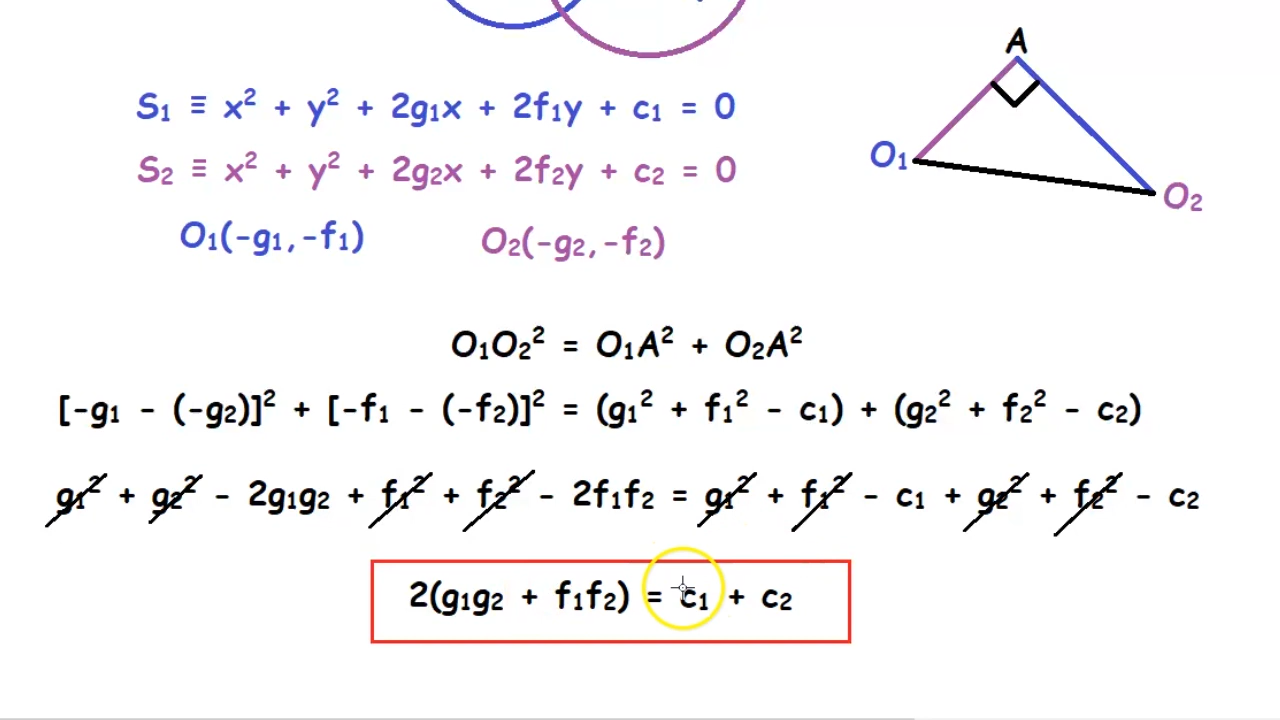 A
S₁ ≡ x² + y² + 2g₁x + 2f₁y + c₁ = 0
O₁
S₂ ≡ x² + y² + 2g₂x + 2f₂y + c₂ = 0
O₂
O₁(-g₁,-f₁) O₂(-g₂,-f₂)
O₁O₂² = O₁A² + O₂A²
[-g₁ - (-g₂)]² + [-f₁ - (-f₂)]² = (g₁² + f₁² - c₁) + (g₂² + f₂² - c₂)
g₁² + g₂² - 2g₁g₂ + f₁² + f₂² - 2f₁f₂ = g₁² + f₁² - c₁ + g₂² + f₂² - c₂
2(g₁g₂ + f₁f₂) = c₁ + c₂